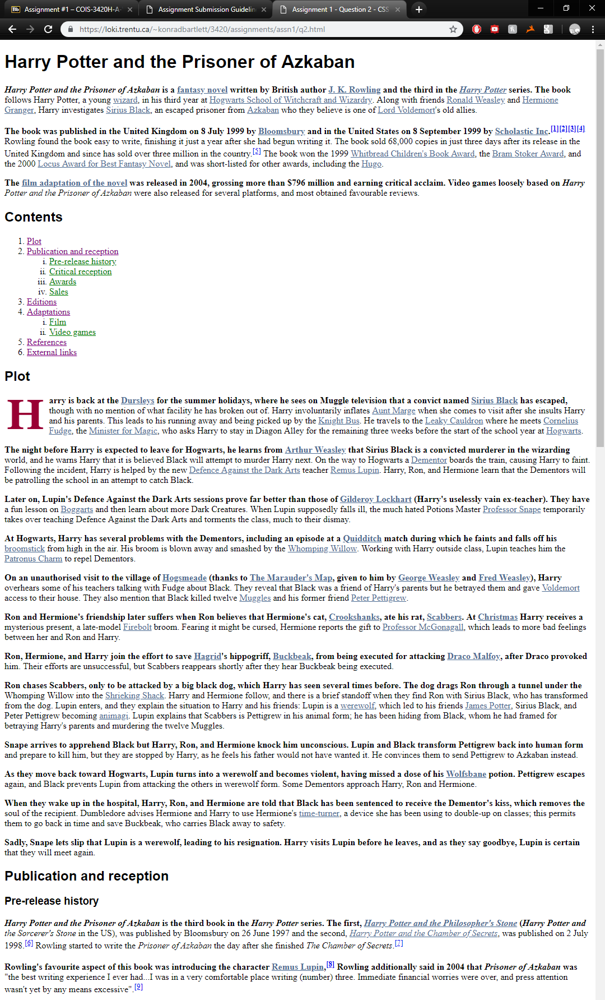 Assignment #1 – COIS-3420H-A-
Assignment Submission Guidelin
Assignment 1 - Question 2 - CSS
https://loki.trentu.ca/~konradbartlett/3420/assignments/assn1/q2.html
Harry Potter and the Prisoner of Azkaban
Harry Potter and the Prisoner of Azkaban is a fantasy novel written by British author J. K. Rowling and the third in the Harry Potter series. The book
follows Harry Potter, a young wizard, in his third year at Hogwarts School of Witchcraft and Wizardry. Along with friends Ronald Weasley and Hermione
Granger, Harry investigates Sirius Black, an escaped prisoner from Azkaban who they believe is one of Lord Voldemort's old allies.
The book was published in the United Kingdom on 8 July 1999 by Bloomsbury and in the United States on 8 September 1999 by Scholastic Inc.[1][2][3][4]
Rowling found the book easy to write, finishing it just a year after she had begun writing it. The book sold 68,000 copies in just three days after its release in the
United Kingdom and since has sold over three million in the country.[5] The book won the 1999 Whitbread Children's Book Award, the Bram Stoker Award, and
the 2000 Locus Award for Best Fantasy Novel, and was short-listed for other awards, including the Hugo.
The film adaptation of the novel was released in 2004, grossing more than $796 million and earning critical acclaim. Video games loosely based on Harry
Potter and the Prisoner of Azkaban were also released for several platforms, and most obtained favourable reviews.
Contents
1. Plot
2. Publication and reception
i. Pre-release history
ii. Critical reception
iii. Awards
iv. Sales
3. Editions
4. Adaptations
i. Film
ii. Video games
5. References
6. External links
Plot
Harry is back at the Dursleys for the summer holidays, where he sees on Muggle television that a convict named Sirius Black has escaped,
though with no mention of what facility he has broken out of. Harry involuntarily inflates Aunt Marge when she comes to visit after she insults Harry
and his parents. This leads to his running away and being picked up by the Knight Bus. He travels to the Leaky Cauldron where he meets Cornelius
Fudge, the Minister for Magic, who asks Harry to stay in Diagon Alley for the remaining three weeks before the start of the school year at Hogwarts.
The night before Harry is expected to leave for Hogwarts, he learns from Arthur Weasley that Sirius Black is a convicted murderer in the wizarding
world, and he warns Harry that it is believed Black will attempt to murder Harry next. On the way to Hogwarts a Dementor boards the train, causing Harry to faint.
Following the incident, Harry is helped by the new Defence Against the Dark Arts teacher Remus Lupin. Harry, Ron, and Hermione learn that the Dementors will
be patrolling the school in an attempt to catch Black.
Later on, Lupin's Defence Against the Dark Arts sessions prove far better than those of Gilderoy Lockhart (Harry's uselessly vain ex-teacher). They have
a fun lesson on Boggarts and then learn about more Dark Creatures. When Lupin supposedly falls ill, the much hated Potions Master Professor Snape temporarily
takes over teaching Defence Against the Dark Arts and torments the class, much to their dismay.
At Hogwarts, Harry has several problems with the Dementors, including an episode at a Quidditch match during which he faints and falls off his
broomstick from high in the air. His broom is blown away and smashed by the Whomping Willow. Working with Harry outside class, Lupin teaches him the
Patronus Charm to repel Dementors.
On an unauthorised visit to the village of Hogsmeade (thanks to The Marauder's Map, given to him by George Weasley and Fred Weasley), Harry
overhears some of his teachers talking with Fudge about Black. They reveal that Black was a friend of Harry's parents but he betrayed them and gave Voldemort
access to their house. They also mention that Black killed twelve Muggles and his former friend Peter Pettigrew.
Ron and Hermione's friendship later suffers when Ron believes that Hermione's cat, Crookshanks, ate his rat, Scabbers. At Christmas Harry receives a
mysterious present, a late-model Firebolt broom. Fearing it might be cursed, Hermione reports the gift to Professor McGonagall, which leads to more bad feelings
between her and Ron and Harry.
Ron, Hermione, and Harry join the effort to save Hagrid's hippogriff, Buckbeak, from being executed for attacking Draco Malfoy, after Draco provoked
him. Their efforts are unsuccessful, but Scabbers reappears shortly after they hear Buckbeak being executed.
Ron chases Scabbers, only to be attacked by a big black dog, which Harry has seen several times before. The dog drags Ron through a tunnel under the
Whomping Willow into the Shrieking Shack. Harry and Hermione follow, and there is a brief standoff when they find Ron with Sirius Black, who has transformed
from the dog. Lupin enters, and they explain the situation to Harry and his friends: Lupin is a werewolf, which led to his friends James Potter, Sirius Black, and
Peter Pettigrew becoming animagi. Lupin explains that Scabbers is Pettigrew in his animal form; he has been hiding from Black, whom he had framed for
betraying Harry's parents and murdering the twelve Muggles.
Snape arrives to apprehend Black but Harry, Ron, and Hermione knock him unconscious. Lupin and Black transform Pettigrew back into human form
and prepare to kill him, but they are stopped by Harry, as he feels his father would not have wanted it. He convinces them to send Pettigrew to Azkaban instead.
As they move back toward Hogwarts, Lupin turns into a werewolf and becomes violent, having missed a dose of his Wolfsbane potion. Pettigrew escapes
again, and Black prevents Lupin from attacking the others in werewolf form. Some Dementors approach Harry, Ron and Hermione.
When they wake up in the hospital, Harry, Ron, and Hermione are told that Black has been sentenced to receive the Dementor's kiss, which removes the
soul of the recipient. Dumbledore advises Hermione and Harry to use Hermione's time-turner, a device she has been using to double-up on classes; this permits
them to go back in time and save Buckbeak, who carries Black away to safety.
Sadly, Snape lets slip that Lupin is a werewolf, leading to his resignation. Harry visits Lupin before he leaves, and as they say goodbye, Lupin is certain
that they will meet again.
Publication and reception
Pre-release history
Harry Potter and the Prisoner of Azkaban is the third book in the Harry Potter series. The first, Harry Potter and the Philosopher's Stone (Harry Potter and
the Sorcerer's Stone in the US), was published by Bloomsbury on 26 June 1997 and the second, Harry Potter and the Chamber of Secrets, was published on 2 July
1998.[6] Rowling started to write the Prisoner of Azkaban the day after she finished The Chamber of Secrets.[7]
Rowling's favourite aspect of this book was introducing the character Remus Lupin,[8] Rowling additionally said in 2004 that Prisoner of Azkaban was
"the best writing experience I ever had...I was in a very comfortable place writing (number) three. Immediate financial worries were over, and press attention
wasn't yet by any means excessive".[9]